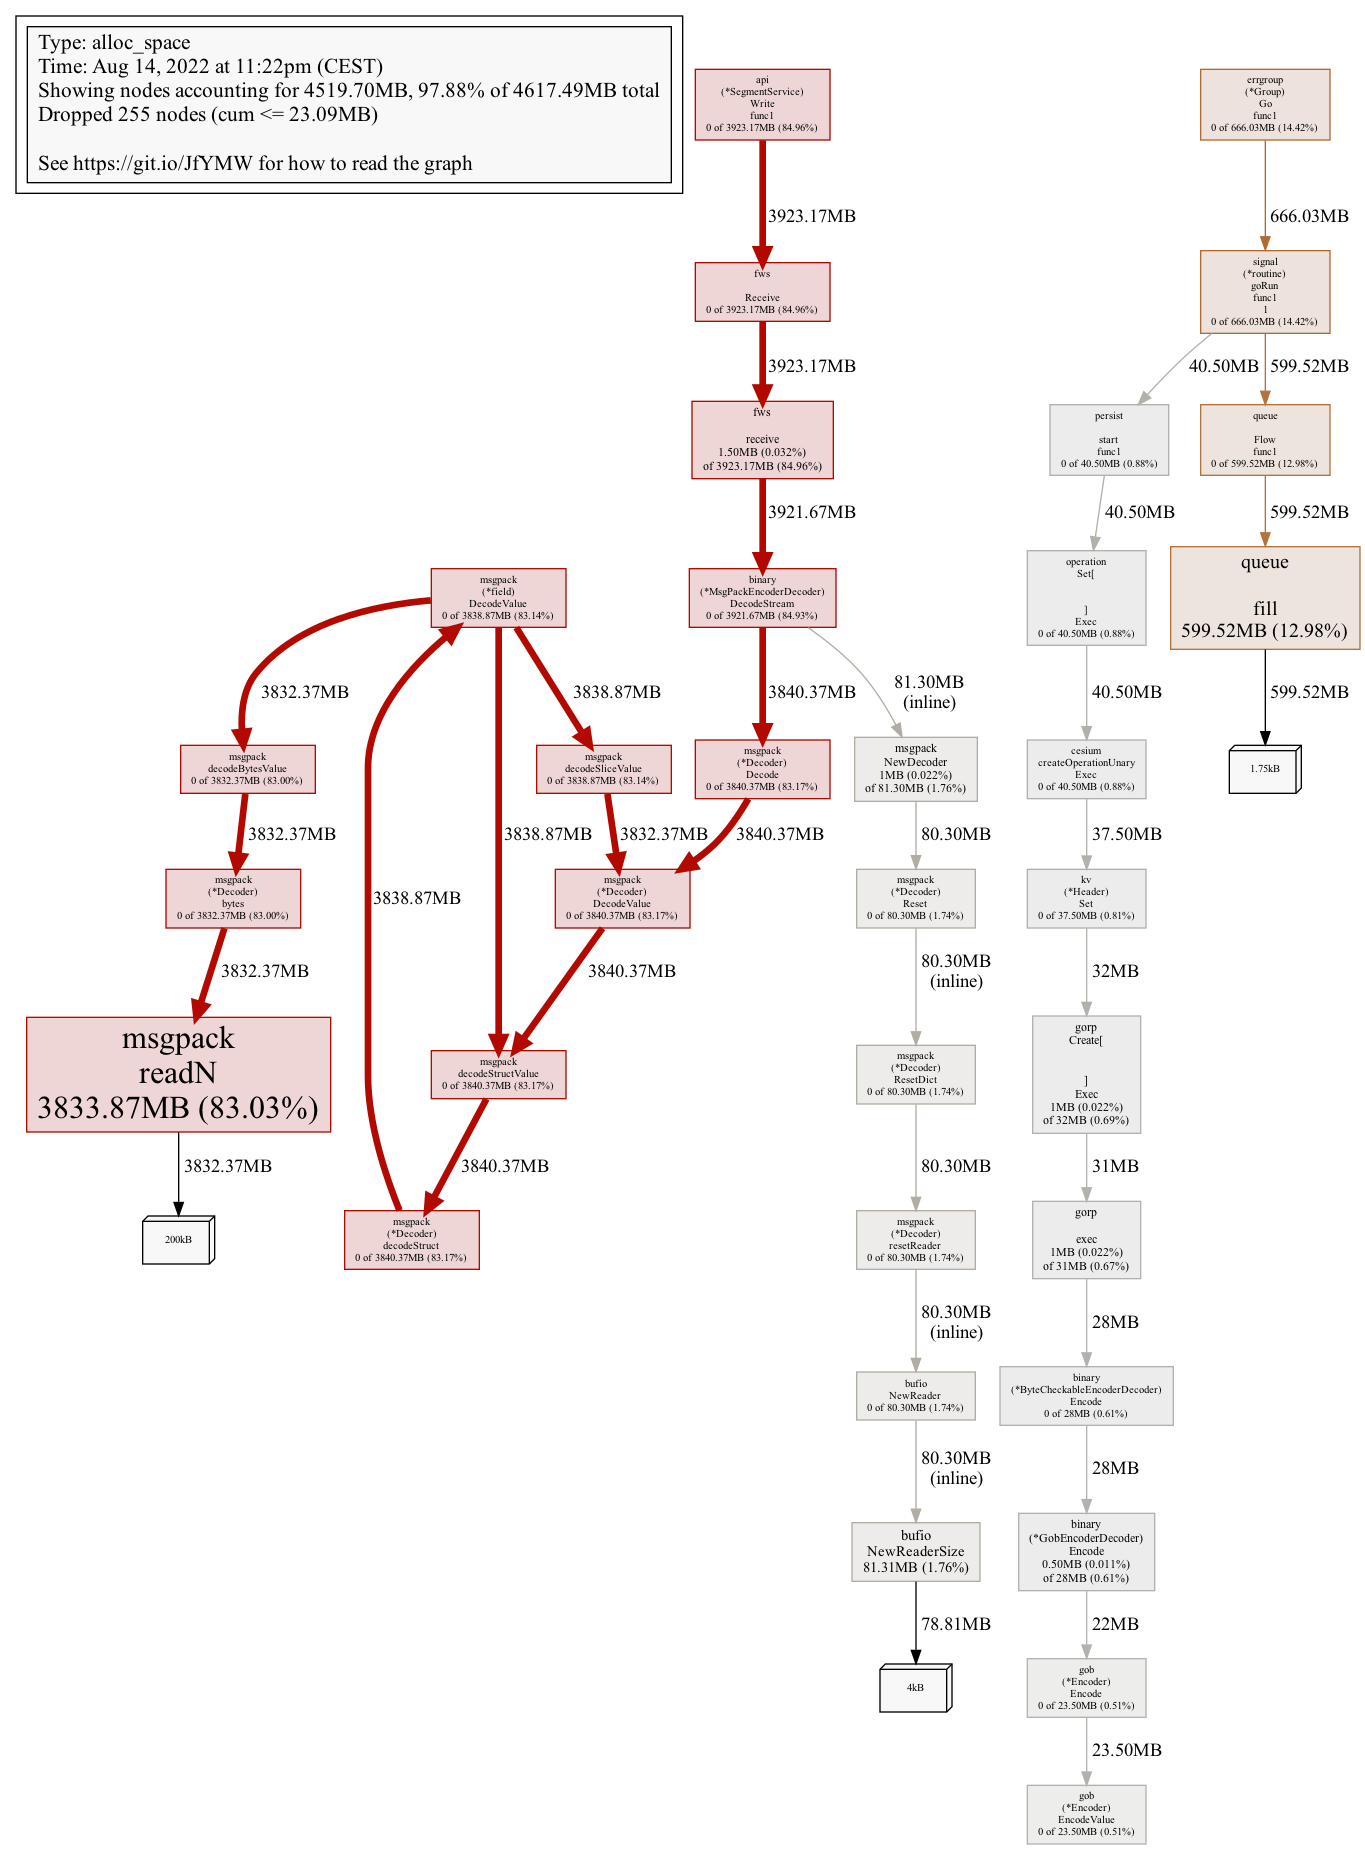 Type: alloc_space
Time: Aug 14, 2022 at 11:22pm (CEST)
Showing nodes accounting for 4519.70MB, 97.88% of 4617.49MB total
Dropped 255 nodes (cum <= 23.09MB)
See https://git.io/JfYMW for how to read the graph
api
(*SegmentService)
Write
func1
0 of 3923.17MB (84.96%)
3923.17MB
fws
Receive
0 of 3923.17MB (84.96%)
3923.17MB
fws
receive
1.50MB (0.032%)
of 3923.17MB (84.96%)
3921.67MB
binary
(*MsgPackEncoderDecoder)
DecodeStream
0 of 3921.67MB (84.93%)
3840.37MB
81.30MB
(inline)
msgpack
(*field)
DecodeValue
0 of 3838.87MB (83.14%)
3832.37MB
3838.87MB
msgpack
decodeBytesValue
0 of 3832.37MB (83.00%)
msgpack
decodeSliceValue
0 of 3838.87MB (83.14%)
msgpack
(*Decoder)
Decode
0 of 3840.37MB (83.17%)
3832.37MB
3838.87MB
3832.37MB
3840.37MB
msgpack
(*Decoder)
bytes
0 of 3832.37MB (83.00%)
3838.87MB
msgpack
(*Decoder)
DecodeValue
0 of 3840.37MB (83.17%)
3832.37MB
3840.37MB
msgpack
readN
3833.87MB (83.03%)
msgpack
decodeStructValue
0 of 3840.37MB (83.17%)
3832.37MB
3840.37MB
200kB
msgpack
(*Decoder)
decodeStruct
0 of 3840.37MB (83.17%)
msgpack
NewDecoder
1MB (0.022%)
of 81.30MB (1.76%)
80.30MB
msgpack
(*Decoder)
Reset
0 of 80.30MB (1.74%)
80.30MB
(inline)
msgpack
(*Decoder)
ResetDict
0 of 80.30MB (1.74%)
80.30MB
msgpack
(*Decoder)
resetReader
0 of 80.30MB (1.74%)
80.30MB
(inline)
bufio
NewReader
0 of 80.30MB (1.74%)
80.30MB
(inline)
bufio
NewReaderSize
81.31MB (1.76%)
78.81MB
4kB
errgroup
(*Group)
Go
func1
0 of 666.03MB (14.42%)
666.03MB
signal
(*routine)
goRun
func1
1
0 of 666.03MB (14.42%)
40.50MB
599.52MB
persist
start
func1
0 of 40.50MB (0.88%)
queue
Flow
func1
0 of 599.52MB (12.98%)
40.50MB
599.52MB
operation
Set[
]
Exec
0 of 40.50MB (0.88%)
queue
fill
599.52MB (12.98%)
40.50MB
599.52MB
cesium
createOperationUnary
Exec
0 of 40.50MB (0.88%)
1.75kB
37.50MB
kv
(*Header)
Set
0 of 37.50MB (0.81%)
32MB
gorp
Create[
]
Exec
1MB (0.022%)
of 32MB (0.69%)
31MB
gorp
exec
1MB (0.022%)
of 31MB (0.67%)
28MB
binary
(*ByteCheckableEncoderDecoder)
Encode
0 of 28MB (0.61%)
28MB
binary
(*GobEncoderDecoder)
Encode
0.50MB (0.011%)
of 28MB (0.61%)
22MB
gob
(*Encoder)
Encode
0 of 23.50MB (0.51%)
23.50MB
gob
(*Encoder)
EncodeValue
0 of 23.50MB (0.51%)